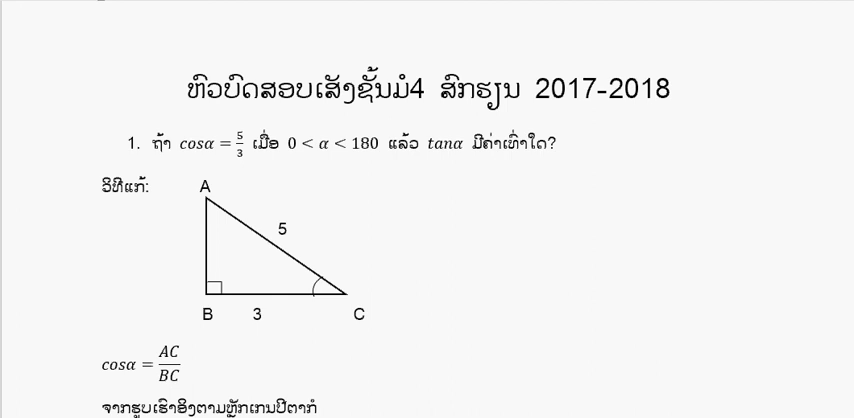 ຫົວບົດສອບເສັງຊັ້ນມໍ4 ສົກຮຽນ 2017-2018
1. ຖ້າ cosα = 5/3 ເມື່ອ 0 < α < 180 ແລ້ວ tanα ມີຄ່າເທົ່າໃດ?
ວິທີແກ້:
A
5
B 3 C
cosα = AC/BC
ຈາກຮູບເຮົາອີງຕາມຫຼັກເກນປີຕາກໍ